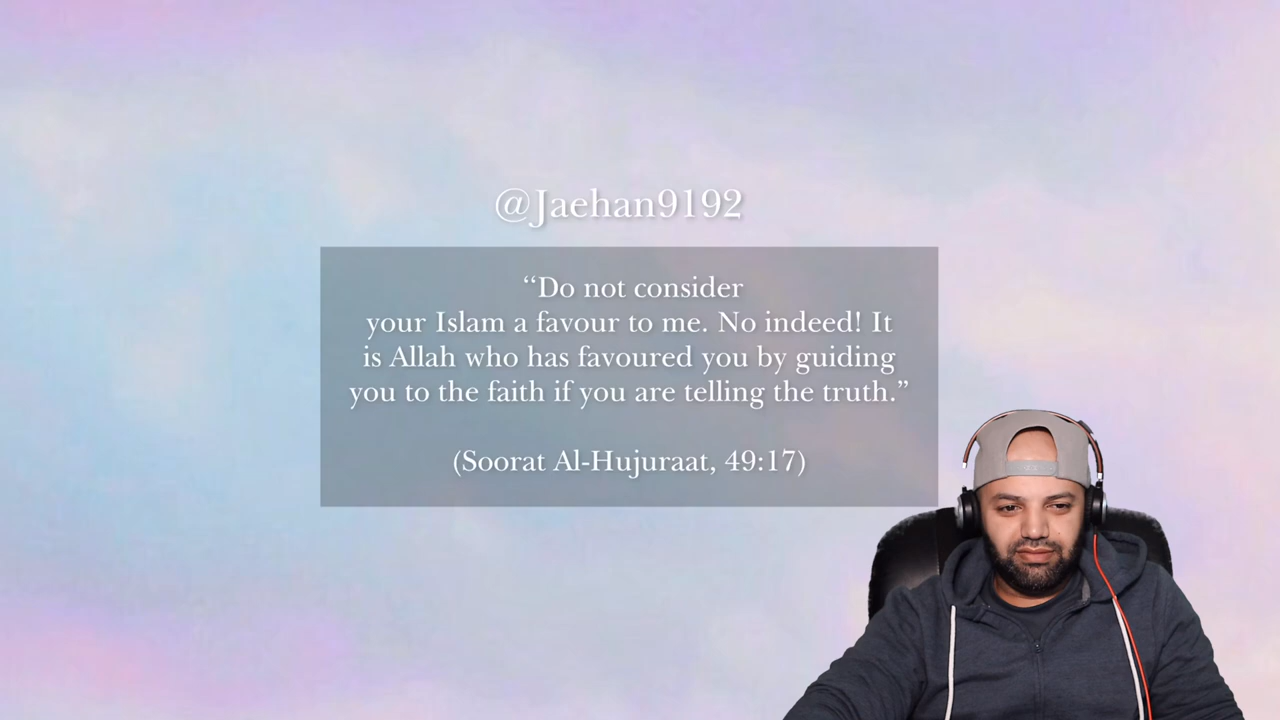 @Jaehan9192
“Do not consider
your Islam a favour to me. No indeed! It
is Allah who has favoured you by guiding
you to the faith if you are telling the truth.”
(Soorat Al-Hujuraat, 49:17)